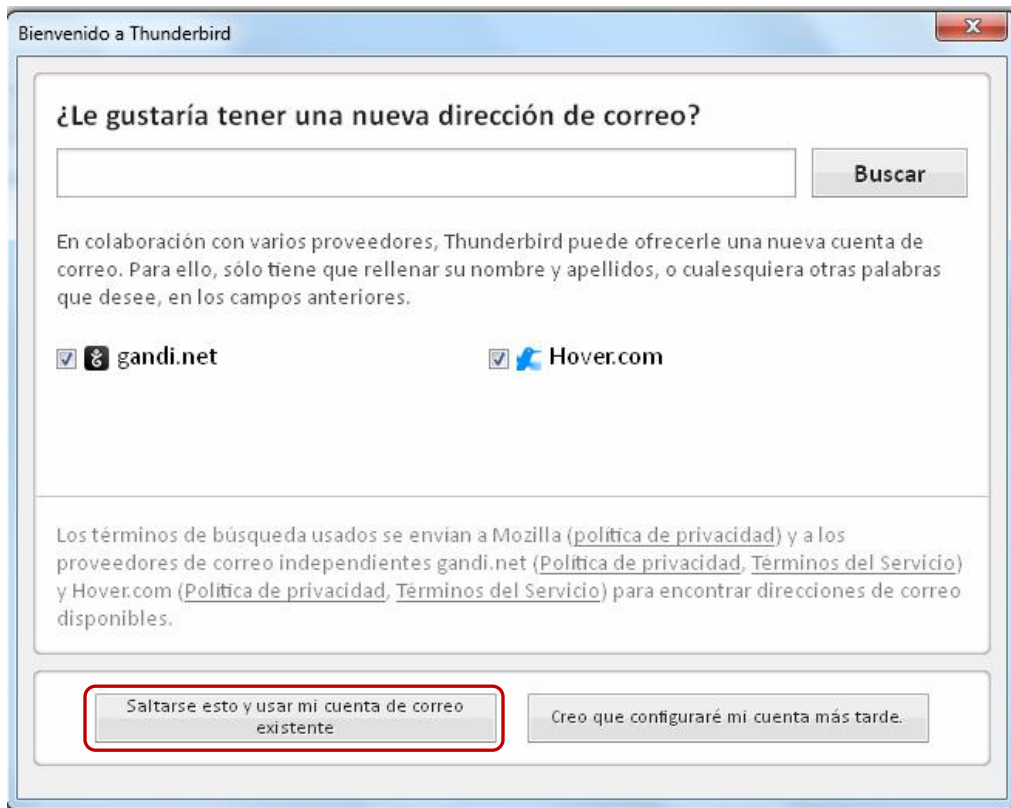 Bienvenido a Thunderbird
¿Le gustaría tener una nueva dirección de correo?
Buscar
En colaboración con varios proveedores, Thunderbird puede ofrecerle una nueva cuenta de
correo. Para ello, sólo tiene que rellenar su nombre y apellidos, o cualesquiera otras palabras
que desee, en los campos anteriores.
gandi.net
Hover.com
Los términos de búsqueda usados se envían a Mozilla (política de privacidad) y a los
proveedores de correo independientes gandi.net (Política de privacidad, Términos del Servicio)
y Hover.com (Política de privacidad, Términos del Servicio) para encontrar direcciones de correo
disponibles.
Saltarse esto y usar mi cuenta de correo
existente
Creo que configuraré mi cuenta más tarde.